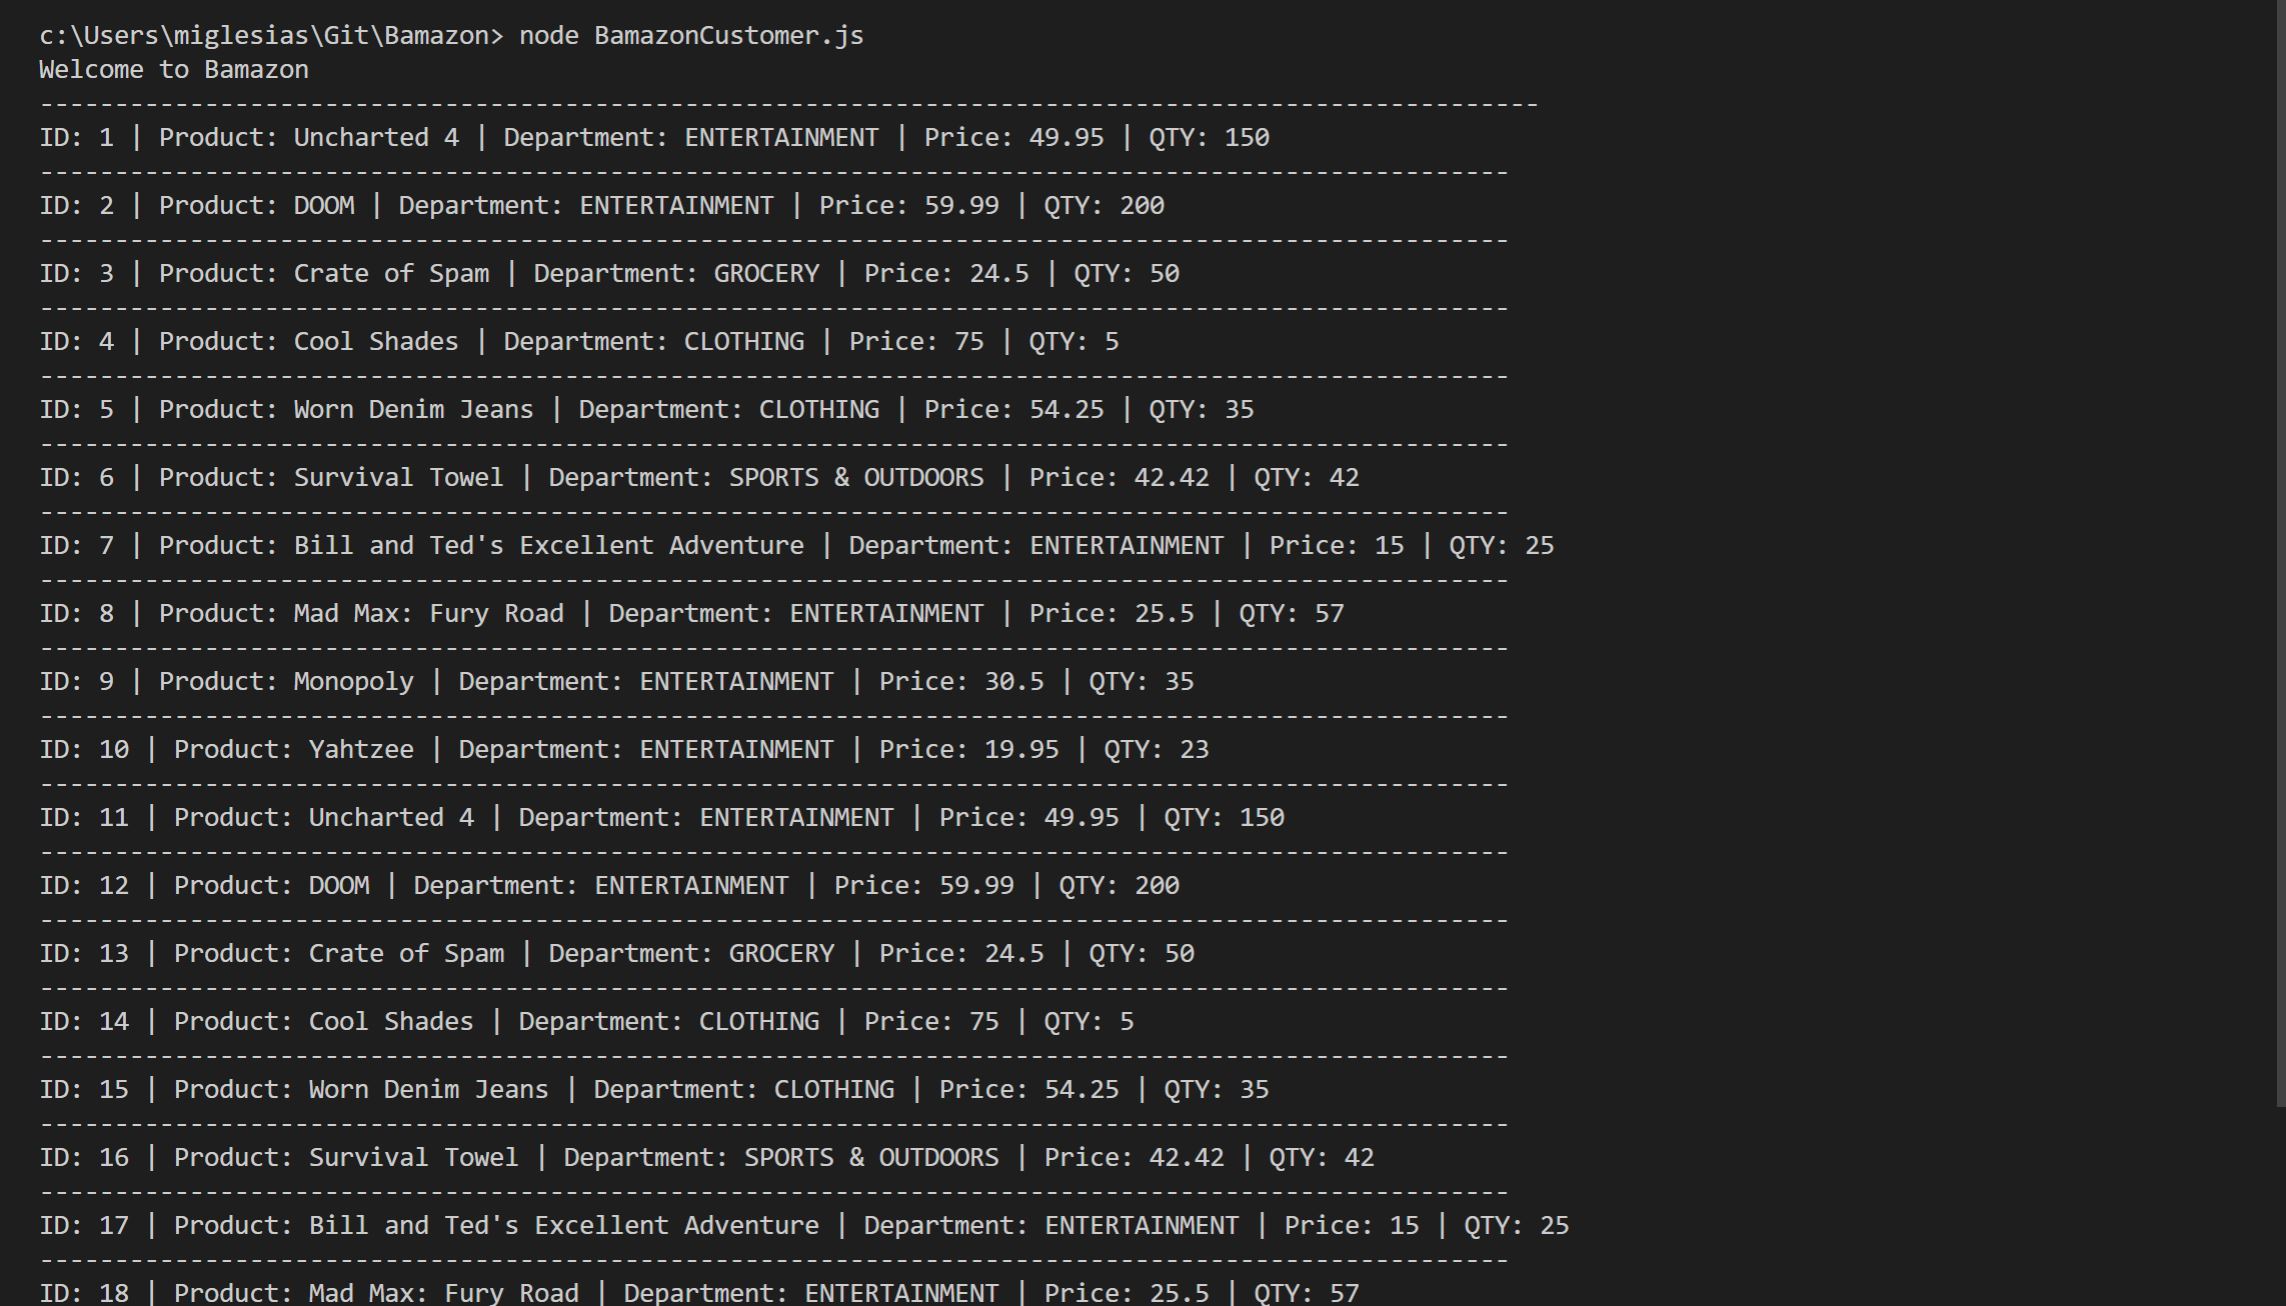 c:\Users\miglesias\Git\Bamazon> node BamazonCustomer.js
Welcome to Bamazon
----------------------------------------------------------------------------------------------------
ID: 1 | Product: Uncharted 4 | Department: ENTERTAINMENT | Price: 49.95 | QTY: 150
--------------------------------------------------------------------------------------------------
ID: 2 | Product: DOOM | Department: ENTERTAINMENT | Price: 59.99 | QTY: 200
--------------------------------------------------------------------------------------------------
ID: 3 | Product: Crate of Spam | Department: GROCERY | Price: 24.5 | QTY: 50
--------------------------------------------------------------------------------------------------
ID: 4 | Product: Cool Shades | Department: CLOTHING | Price: 75 | QTY: 5
--------------------------------------------------------------------------------------------------
ID: 5 | Product: Worn Denim Jeans | Department: CLOTHING | Price: 54.25 | QTY: 35
--------------------------------------------------------------------------------------------------
ID: 6 | Product: Survival Towel | Department: SPORTS & OUTDOORS | Price: 42.42 | QTY: 42
--------------------------------------------------------------------------------------------------
ID: 7 | Product: Bill and Ted's Excellent Adventure | Department: ENTERTAINMENT | Price: 15 | QTY: 25
--------------------------------------------------------------------------------------------------
ID: 8 | Product: Mad Max: Fury Road | Department: ENTERTAINMENT | Price: 25.5 | QTY: 57
--------------------------------------------------------------------------------------------------
ID: 9 | Product: Monopoly | Department: ENTERTAINMENT | Price: 30.5 | QTY: 35
--------------------------------------------------------------------------------------------------
ID: 10 | Product: Yahtzee | Department: ENTERTAINMENT | Price: 19.95 | QTY: 23
--------------------------------------------------------------------------------------------------
ID: 11 | Product: Uncharted 4 | Department: ENTERTAINMENT | Price: 49.95 | QTY: 150
--------------------------------------------------------------------------------------------------
ID: 12 | Product: DOOM | Department: ENTERTAINMENT | Price: 59.99 | QTY: 200
--------------------------------------------------------------------------------------------------
ID: 13 | Product: Crate of Spam | Department: GROCERY | Price: 24.5 | QTY: 50
--------------------------------------------------------------------------------------------------
ID: 14 | Product: Cool Shades | Department: CLOTHING | Price: 75 | QTY: 5
--------------------------------------------------------------------------------------------------
ID: 15 | Product: Worn Denim Jeans | Department: CLOTHING | Price: 54.25 | QTY: 35
--------------------------------------------------------------------------------------------------
ID: 16 | Product: Survival Towel | Department: SPORTS & OUTDOORS | Price: 42.42 | QTY: 42
--------------------------------------------------------------------------------------------------
ID: 17 | Product: Bill and Ted's Excellent Adventure | Department: ENTERTAINMENT | Price: 15 | QTY: 25
--------------------------------------------------------------------------------------------------
ID: 18 | Product: Mad Max: Fury Road | Department: ENTERTAINMENT | Price: 25.5 | QTY: 57